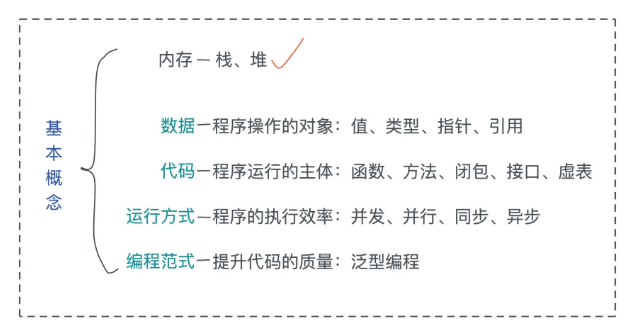 基本概念
内存 — 栈、堆
数据 — 程序操作的对象：值、类型、指针、引用
代码 — 程序运行的主体：函数、方法、闭包、接口、虚表
运行方式 — 程序的执行效率：并发、并行、同步、异步
编程范式 — 提升代码的质量：泛型编程